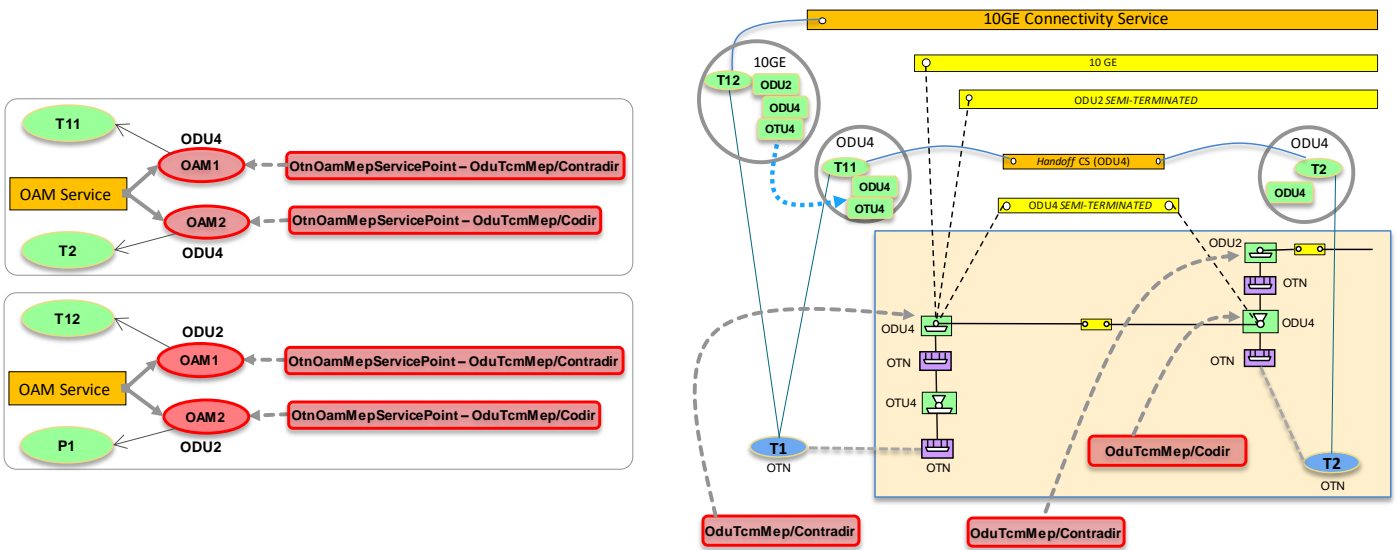 T11
ODU4
OAM1
OtnOamMepServicePoint – OduTcmMep/Contradir
OAM Service
OAM2
OtnOamMepServicePoint – OduTcmMep/Codir
T2
ODU4
T12
ODU2
OAM1
OtnOamMepServicePoint – OduTcmMep/Contradir
OAM Service
OAM2
OtnOamMepServicePoint – OduTcmMep/Codir
P1
ODU2
10GE Connectivity Service
10GE
T12
ODU2
ODU4
OTU4
10 GE
ODU2 SEMI-TERMINATED
ODU4
T11
ODU4
OTU4
Handoff CS (ODU4)
ODU4
T2
ODU4
ODU4 SEMI-TERMINATED
ODU2
OTN
ODU4
ODU4
OTN
OTN
OTU4
OTN
T1
OTN
OduTcmMep/Codir
T2
OTN
OduTcmMep/Contradir
OduTcmMep/Contradir